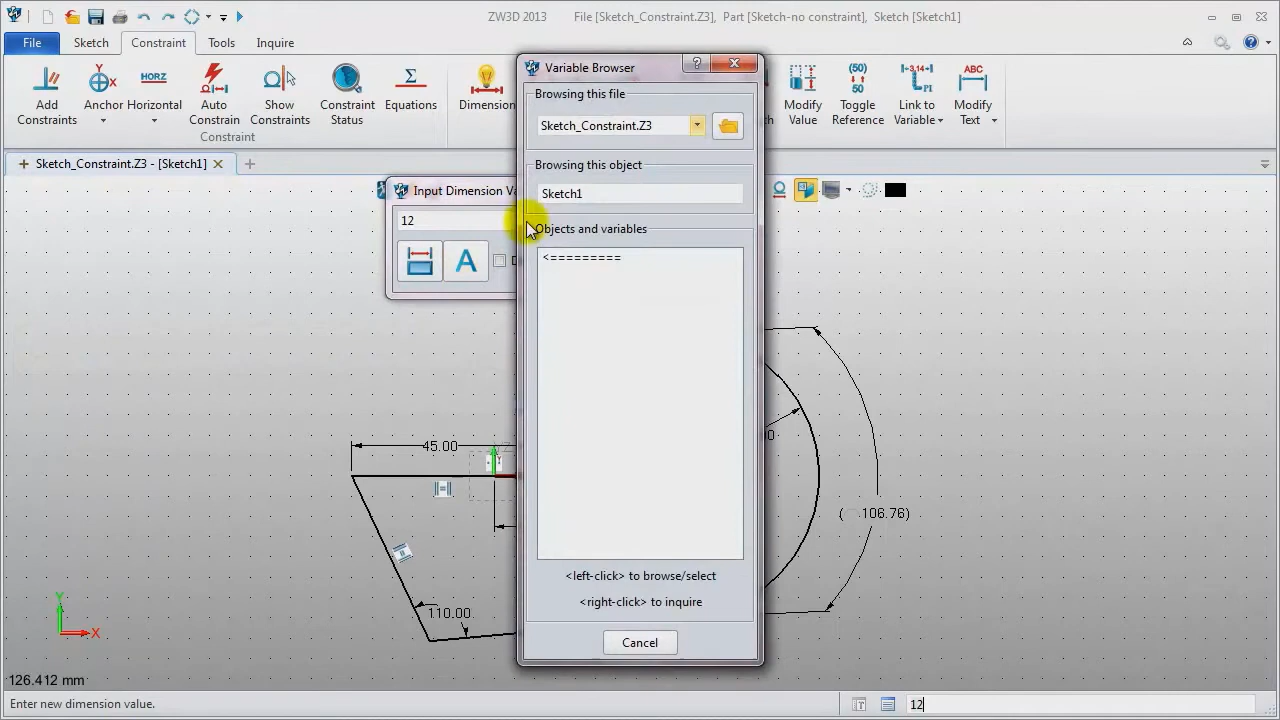 ZW3D 2013 File [Sketch_Constraint.Z3], Part [Sketch-no constraint], Sketch [Sketch1]
File Sketch Constraint Tools Inquire
Add Constraints
Anchor
Horizontal
Auto Constrain
Show Constraints
Constraint Status
Equations
Dimension
Modify Value
Toggle Reference
Link to Variable
Modify Text
Constraint
Sketch_Constraint.Z3 - [Sketch1]
Input Dimension
12
Variable Browser
Browsing this file
Sketch_Constraint.Z3
Browsing this object
Sketch1
Objects and variables
<=========
<left-click> to browse/select
<right-click> to inquire
Cancel
45.00
110.00
( 106.76)
Y
X
126.412 mm
Enter new dimension value.
12